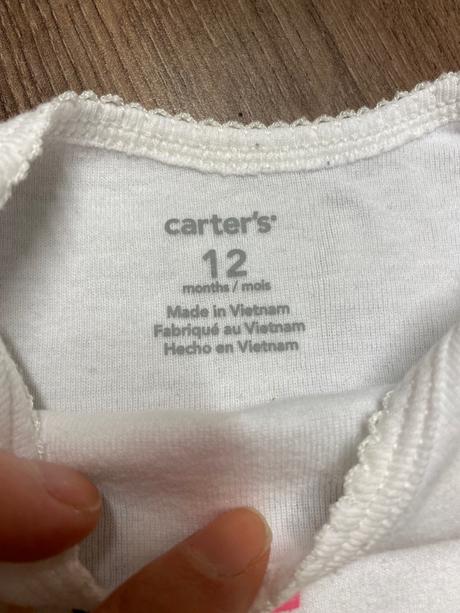 carter's
12
months / mois
Made in Vietnam
Fabriqué au Vietnam
Hecho en Vietnam